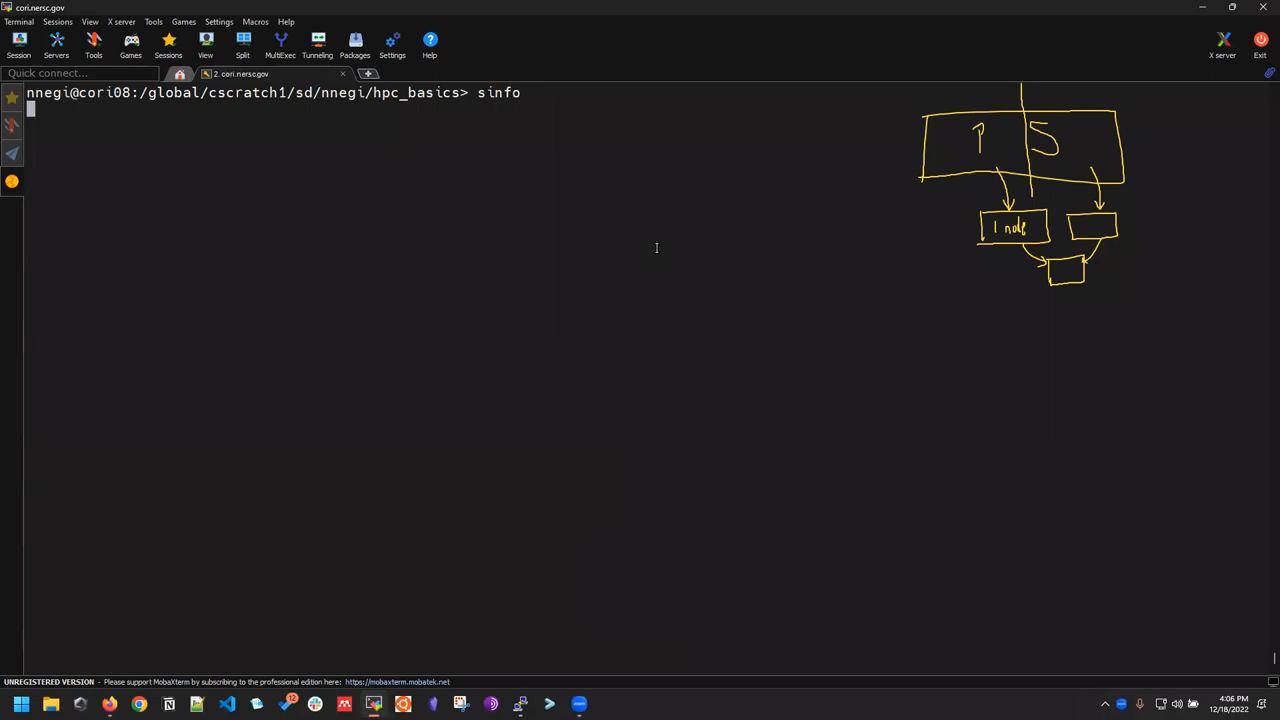 cori.nersc.gov
Terminal Sessions View X server Tools Games Settings Macros Help
Session Servers Tools Games Sessions View Split MultiExec Tunneling Packages Settings Help X server Exit
Quick connect... 2. cori.nersc.gov
nnegi@cori08:/global/cscratch1/sd/nnegi/hpc_basics> sinfo
1 5
1 node
UNREGISTERED VERSION - Please support MobaXterm by subscribing to the professional edition here: https://mobaxterm.mobatek.net
12
4:06 PM
12/18/2022